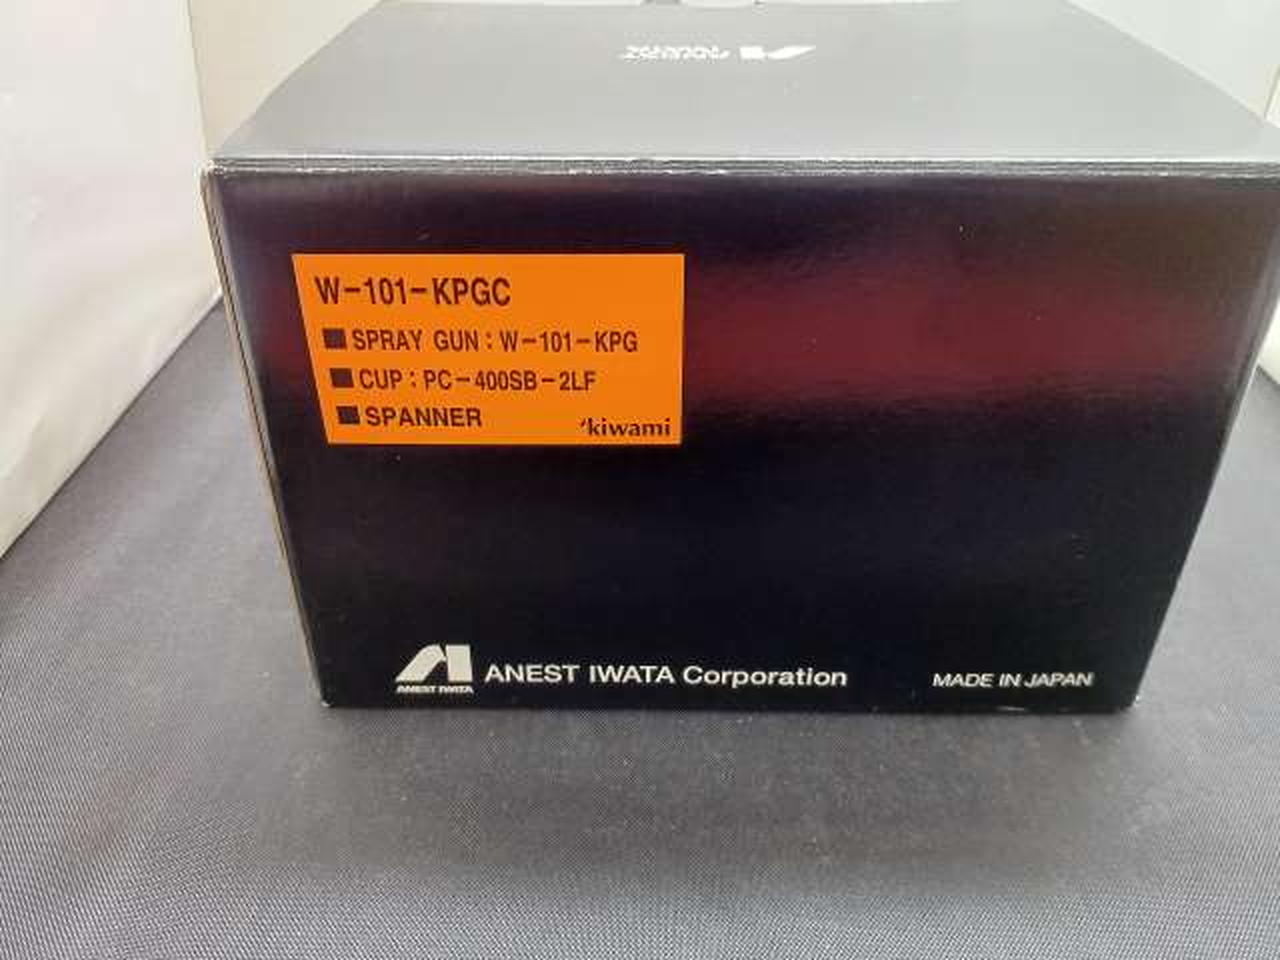 W-101-KPGC
■ SPRAY GUN : W-101-KPG
■ CUP : PC-400SB-2LF
■ SPANNER
kiwami
ANEST IWATA
ANEST IWATA Corporation
MADE IN JAPAN